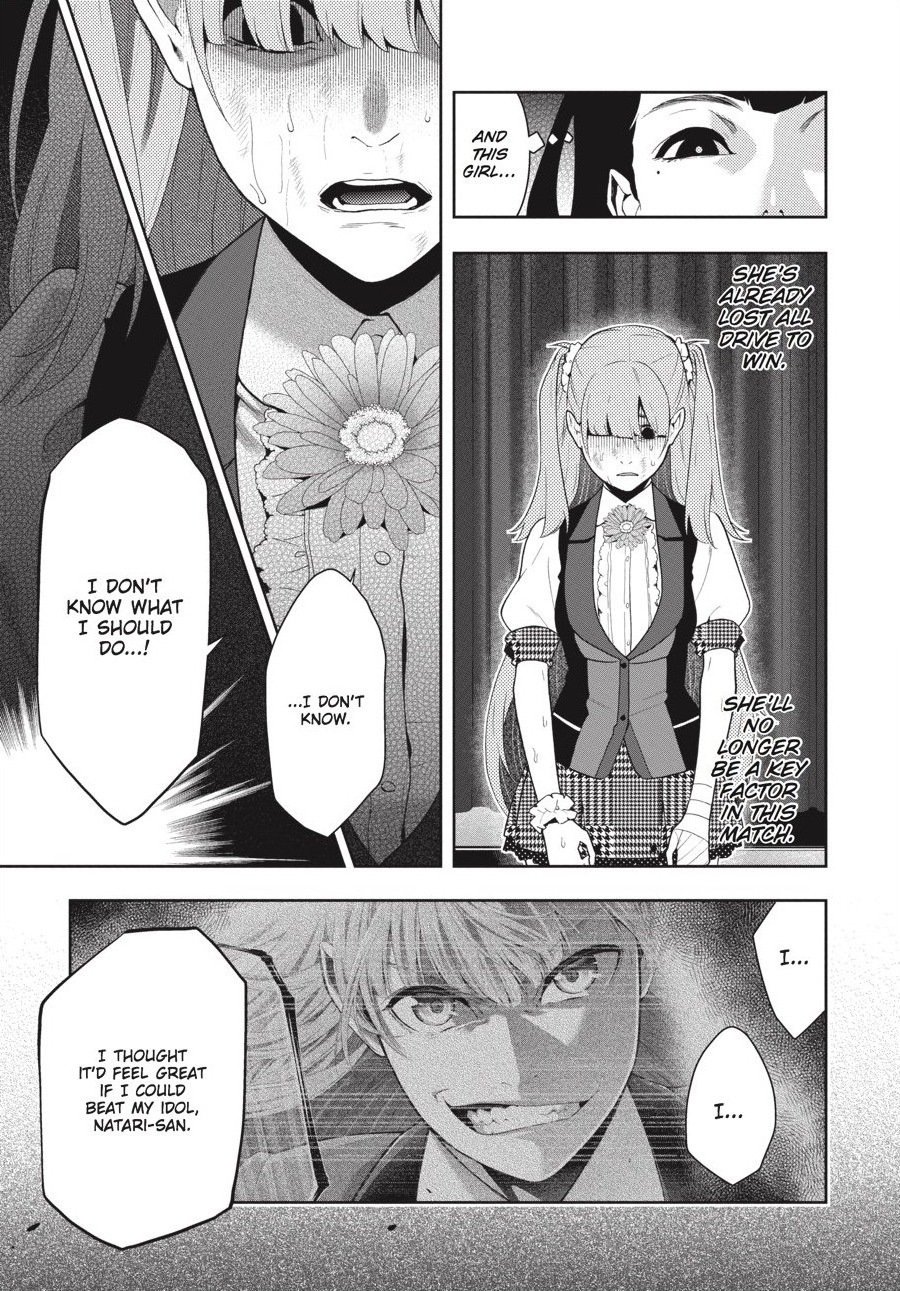 AND
THIS
GIRL...
SHE'S
ALREADY
LOST ALL
DRIVE TO
WIN.
SHE'LL
NO
LONGER
BE A KEY
FACTOR
IN THIS
MATCH.
...I DON'T
KNOW.
I DON'T
KNOW WHAT
I SHOULD
DO...!
I...
I...
I THOUGHT
IT'D FEEL GREAT
IF I COULD
BEAT MY IDOL,
NATARI-SAN.